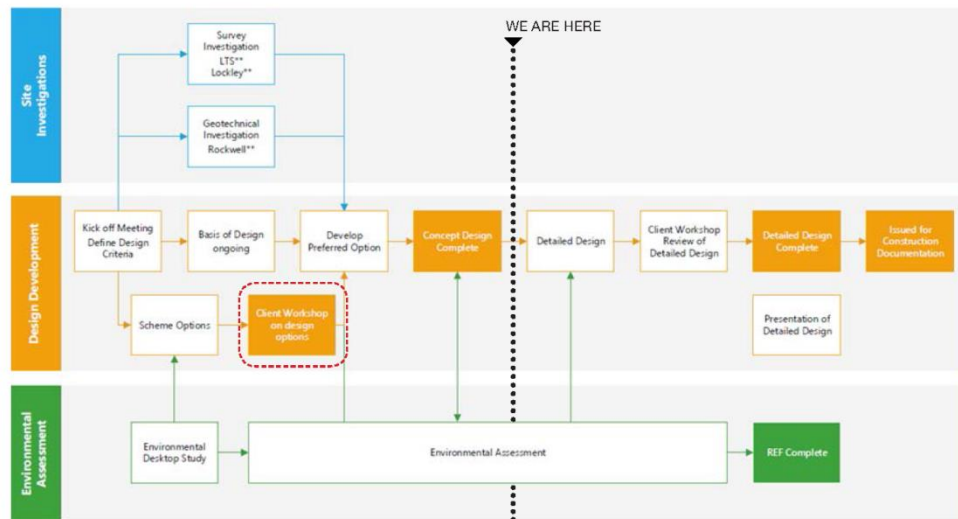 WE ARE HERE
Site
Investigations
Survey
Investigation
LTS**
Lockley**
Geotechnical
Investigation
Rockwell**
Design Development
Kick off Meeting
Define Design
Criteria
Basis of Design
ongoing
Develop
Preferred Option
Concept Design
Complete
Detailed Design
Client Workshop
Review of
Detailed Design
Detailed Design
Complete
Issued for
Construction
Documentation
Scheme Options
Client Workshop
on design
options
Presentation of
Detailed Design
Environmental
Assessment
Environmental
Desktop Study
Environmental Assessment
REF Complete